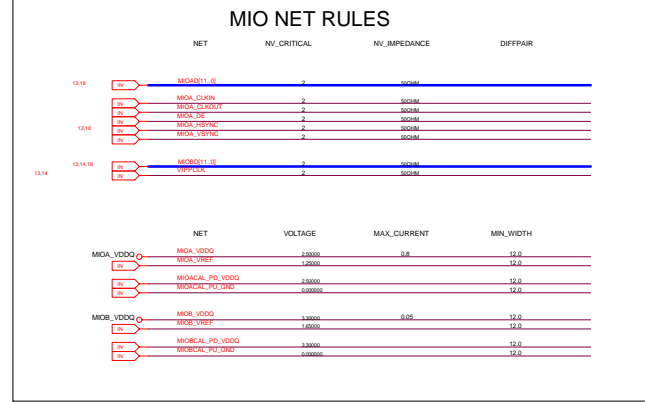 MIO NET RULES
NET NV_CRITICAL NV_IMPEDANCE DIFFPAIR
13,18 IN MIOAD[11..0] 2 50OHM
IN MIOA_CLKIN 2 50OHM
IN MIOA_CLKOUT 2 50OHM
IN MIOA_DE 2 50OHM
13,18 IN MIOA_HSYNC 2 50OHM
IN MIOA_VSYNC 2 50OHM
13,14,18 IN MIOBD[11..0] 2 50OHM
13,14 IN VIPPCLK 2 50OHM
NET VOLTAGE MAX_CURRENT MIN_WIDTH
MIOA_VDDQ MIOA_VDDQ 2.50000 0.8 12.0
IN MIOA_VREF 1.25000 12.0
IN MIOACAL_PD_VDDQ 2.50000 12.0
IN MIOACAL_PU_GND 0.000000 12.0
MIOB_VDDQ MIOB_VDDQ 3.30000 0.05 12.0
IN MIOB_VREF 1.65000 12.0
IN MIOBCAL_PD_VDDQ 3.30000 12.0
IN MIOBCAL_PU_GND 0.000000 12.0